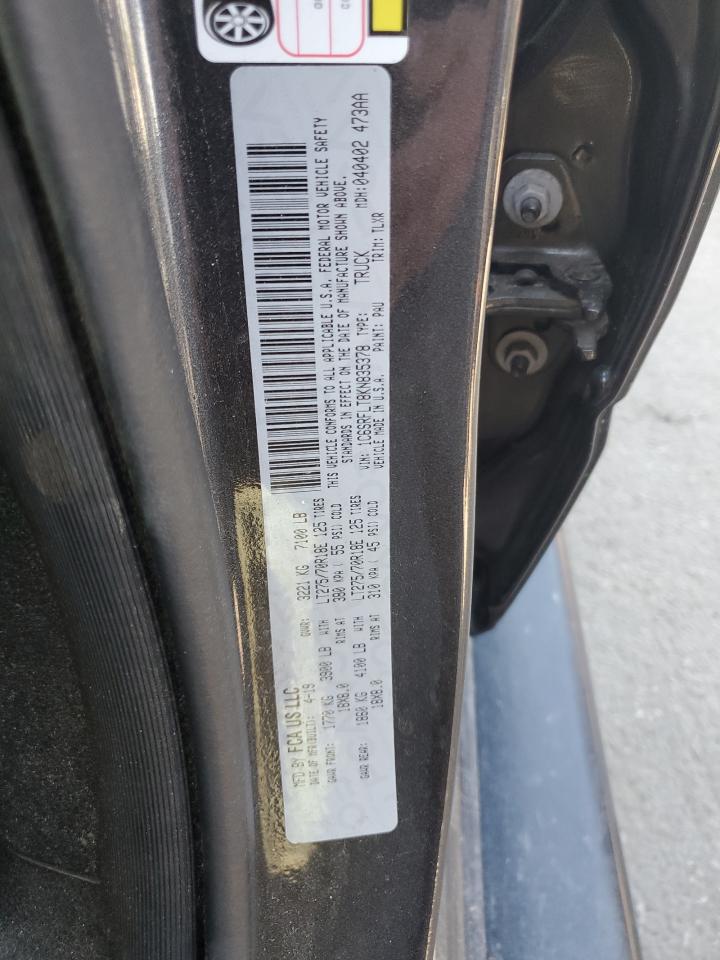 MFD BY FCA US LLC
DATE OF MFR(BUILT): 4-19 GVWR: 3221 KG 7100 LB
GAWR FRONT: 1770 KG 3900 LB WITH LT275/70R18E 125 TIRES
18X8.0 RIMS AT 380 KPA ( 55 PSI) COLD
GAWR REAR: 1860 KG 4100 LB WITH LT275/70R18E 125 TIRES
18X8.0 RIMS AT 310 KPA ( 45 PSI) COLD
THIS VEHICLE CONFORMS TO ALL APPLICABLE U.S.A. FEDERAL MOTOR VEHICLE SAFETY
STANDARDS IN EFFECT ON THE DATE OF MANUFACTURE SHOWN ABOVE.
VIN: 1C6SRFLT8KN835378 TYPE: TRUCK MDH:040402 473AA
VEHICLE MADE IN U.S.A. PAINT: PAU TRIM: TLXR